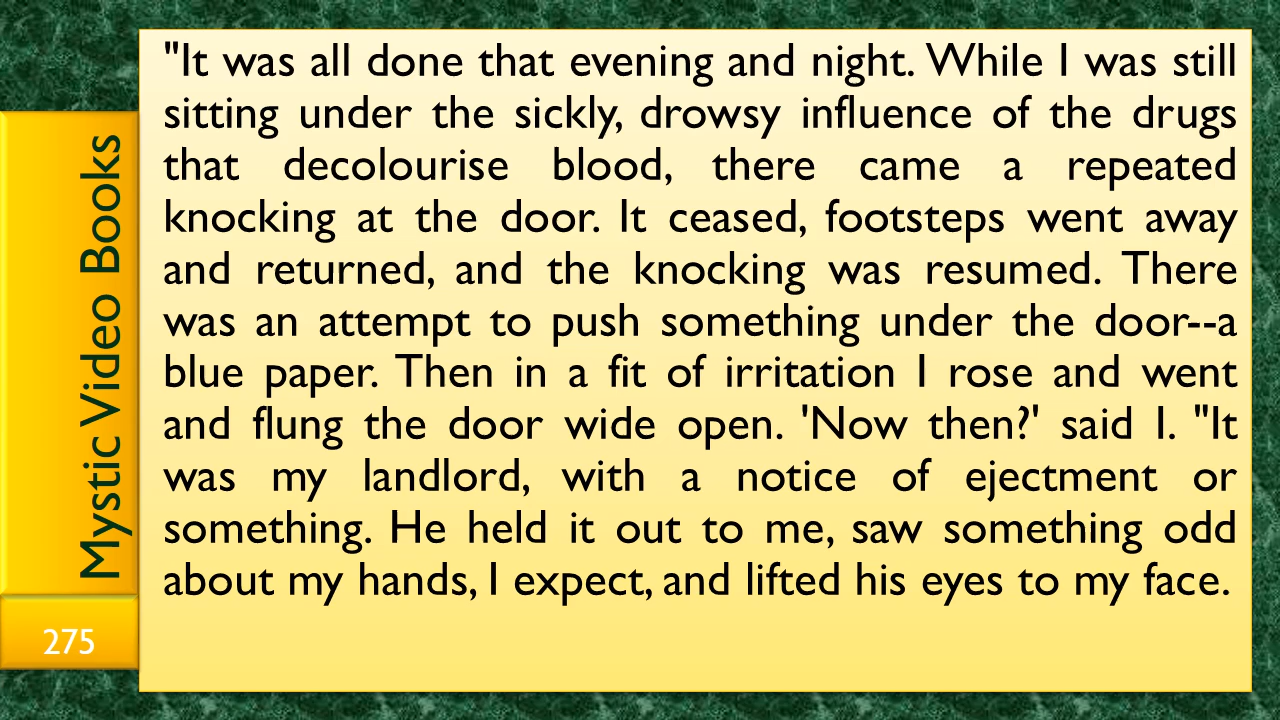 "It was all done that evening and night. While I was still
sitting under the sickly, drowsy influence of the drugs
that decolourise blood, there came a repeated
knocking at the door. It ceased, footsteps went away
and returned, and the knocking was resumed. There
was an attempt to push something under the door--a
blue paper. Then in a fit of irritation I rose and went
and flung the door wide open. 'Now then?' said I. "It
was my landlord, with a notice of ejectment or
something. He held it out to me, saw something odd
about my hands, I expect, and lifted his eyes to my face.
Mystic Video Books
275